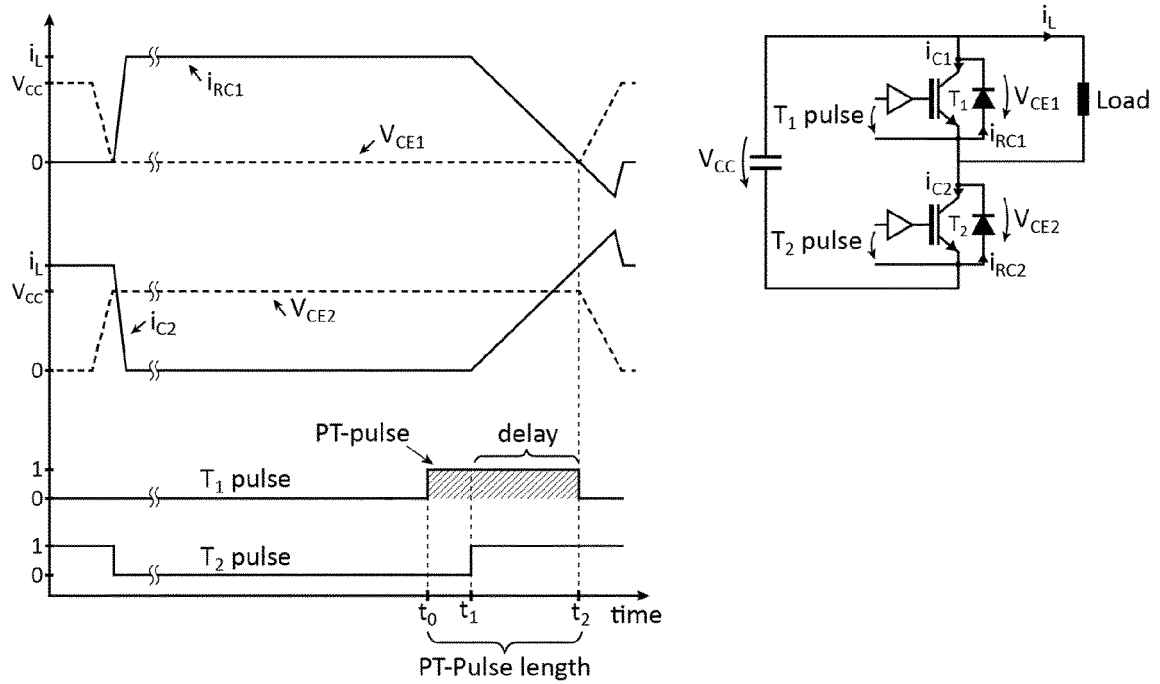 i_L
V_CC
i_RC1
V_CE1
0
i_L
V_CC
V_CE2
i_C2
0
PT-pulse
delay
1
T_1 pulse
0
1
T_2 pulse
0
t_0
t_1
t_2
time
PT-Pulse length
i_L
i_C1
T_1
V_CE1
Load
T_1 pulse
i_RC1
V_CC
i_C2
T_2
V_CE2
T_2 pulse
i_RC2